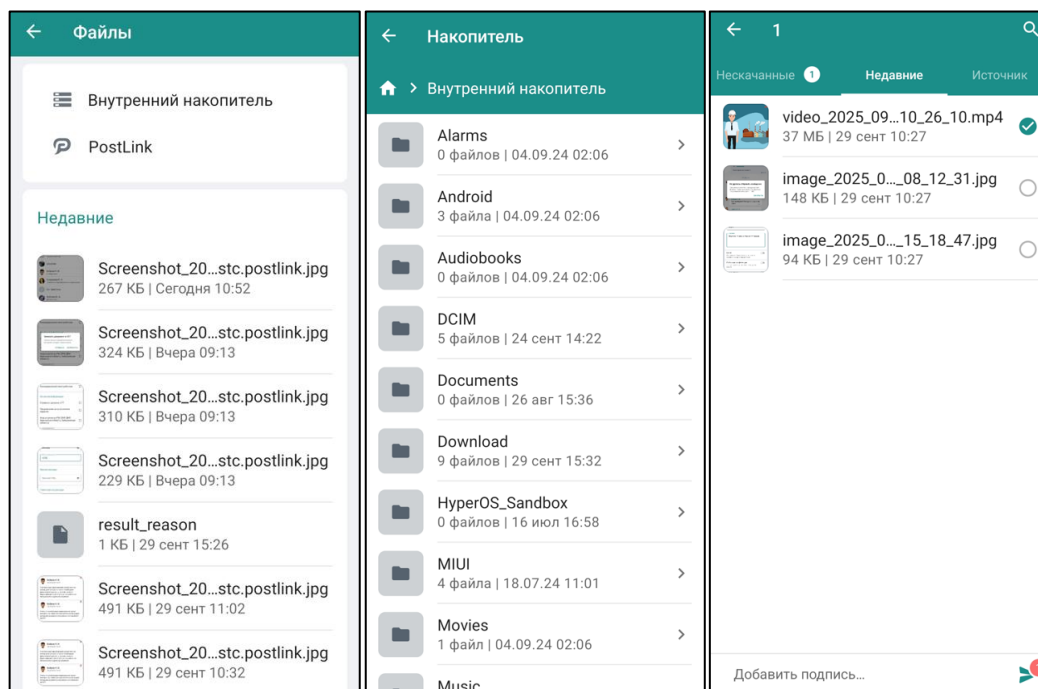 Файлы
Внутренний накопитель
PostLink
Недавние
Screenshot_20...stc.postlink.jpg
267 КБ | Сегодня 10:52
Screenshot_20...stc.postlink.jpg
324 КБ | Вчера 09:13
Screenshot_20...stc.postlink.jpg
310 КБ | Вчера 09:13
Screenshot_20...stc.postlink.jpg
229 КБ | Вчера 09:13
result_reason
1 КБ | 29 сент 15:26
Screenshot_20...stc.postlink.jpg
491 КБ | 29 сент 11:02
Screenshot_20...stc.postlink.jpg
491 КБ | 29 сент 10:32
Накопитель
Внутренний накопитель
Alarms
0 файлов | 04.09.24 02:06
Android
3 файла | 04.09.24 02:06
Audiobooks
0 файлов | 04.09.24 02:06
DCIM
5 файлов | 24 сент 14:22
Documents
0 файлов | 26 авг 15:36
Download
9 файлов | 29 сент 15:32
HyperOS_Sandbox
0 файлов | 16 июл 16:58
MIUI
4 файла | 18.07.24 11:01
Movies
1 файл | 04.09.24 02:06
Music
1
Нескачанные 1 Недавние Источник
video_2025_09...10_26_10.mp4
37 МБ | 29 сент 10:27
image_2025_0..._08_12_31.jpg
148 КБ | 29 сент 10:27
image_2025_0..._15_18_47.jpg
94 КБ | 29 сент 10:27
Добавить подпись...